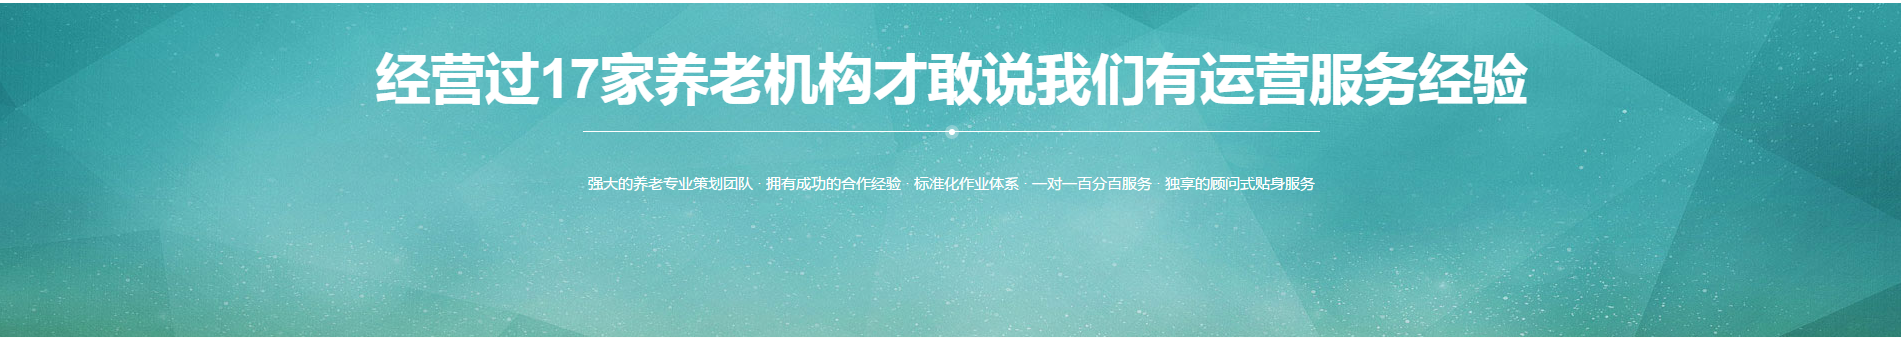 经营过17家养老机构才敢说我们有运营服务经验
强大的养老专业策划团队 · 拥有成功的合作经验 · 标准化作业体系 · 一对一百分百服务 · 独享的顾问式贴身服务